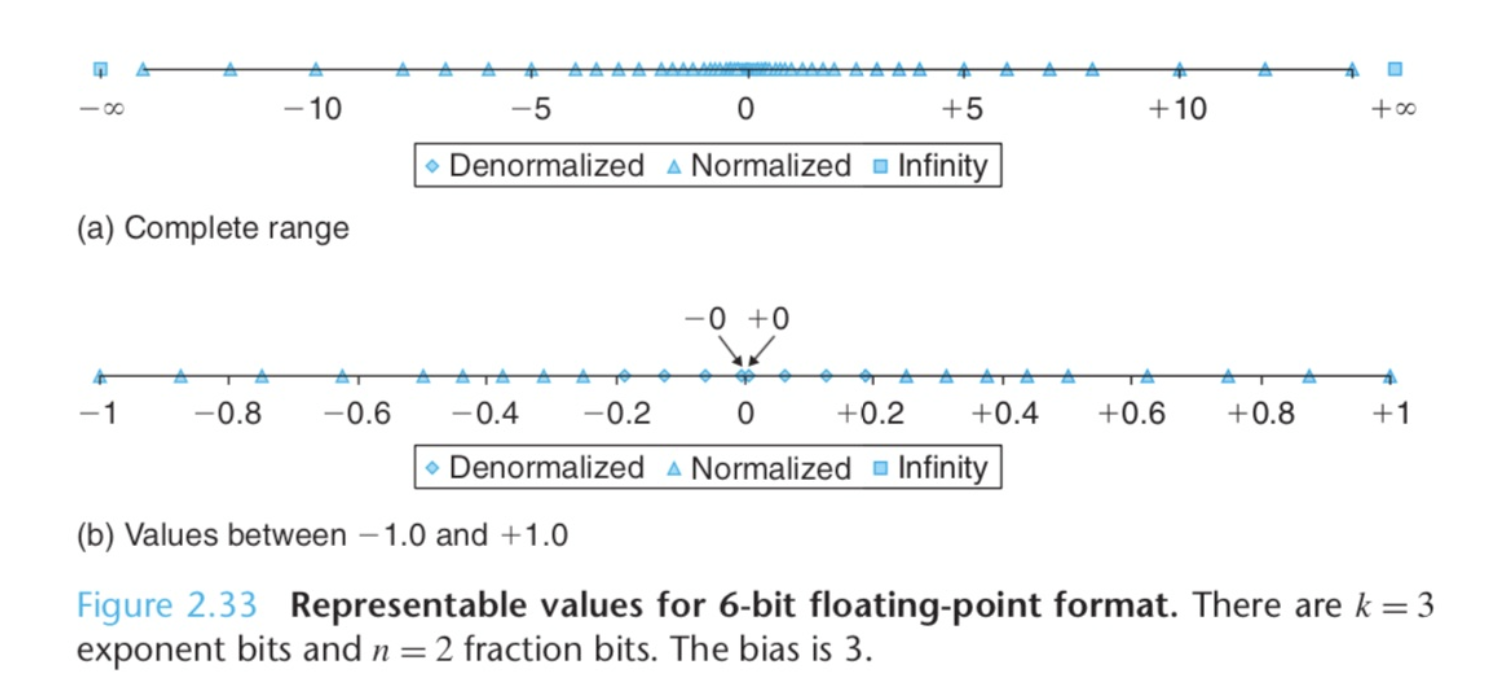 −∞ −10 −5 0 +5 +10 +∞
Denormalized Normalized Infinity
(a) Complete range
−0 +0
−1 −0.8 −0.6 −0.4 −0.2 0 +0.2 +0.4 +0.6 +0.8 +1
Denormalized Normalized Infinity
(b) Values between −1.0 and +1.0
Figure 2.33 Representable values for 6-bit floating-point format. There are k = 3
exponent bits and n = 2 fraction bits. The bias is 3.